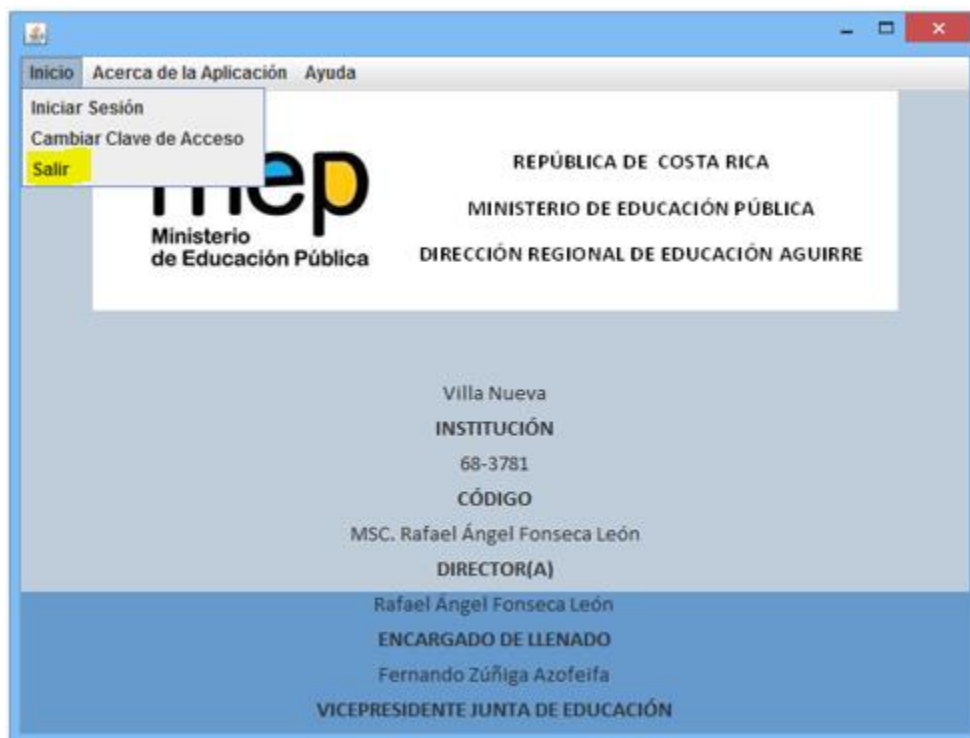 Inicio Acerca de la Aplicación Ayuda
Iniciar Sesión
Cambiar Clave de Acceso
Salir
mep
Ministerio
de Educación Pública
REPÚBLICA DE COSTA RICA
MINISTERIO DE EDUCACIÓN PÚBLICA
DIRECCIÓN REGIONAL DE EDUCACIÓN AGUIRRE
Villa Nueva
INSTITUCIÓN
68-3781
CÓDIGO
MSC. Rafael Ángel Fonseca León
DIRECTOR(A)
Rafael Ángel Fonseca León
ENCARGADO DE LLENADO
Fernando Zúñiga Azofeifa
VICEPRESIDENTE JUNTA DE EDUCACIÓN